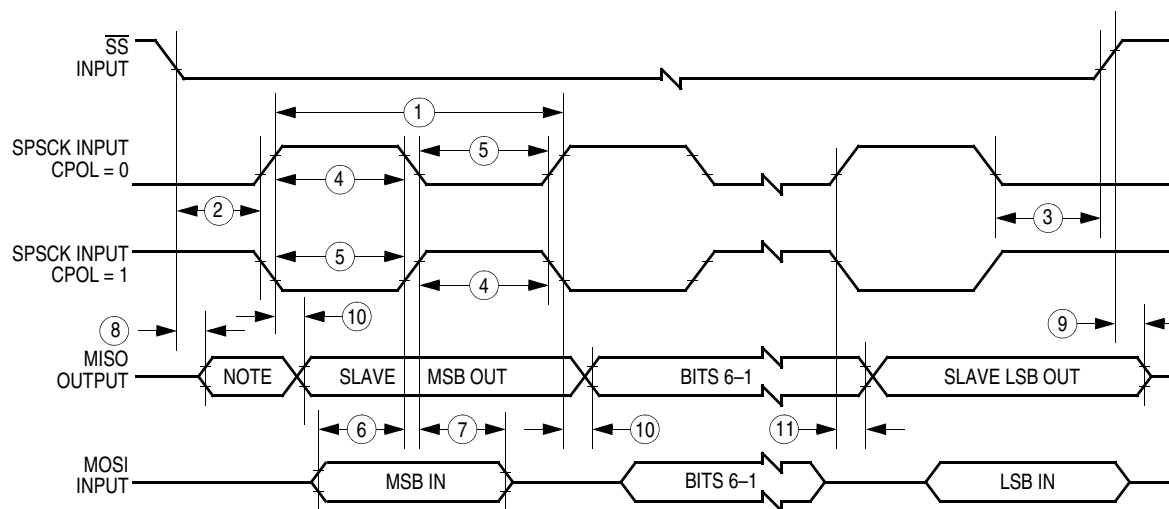 SS
INPUT
1
SPSCK INPUT
CPOL = 0
5
4
2
3
SPSCK INPUT
CPOL = 1
5
4
8
10
9
MISO
OUTPUT
NOTE
SLAVE MSB OUT
BITS 6–1
SLAVE LSB OUT
6
7
10
11
MOSI
INPUT
MSB IN
BITS 6–1
LSB IN